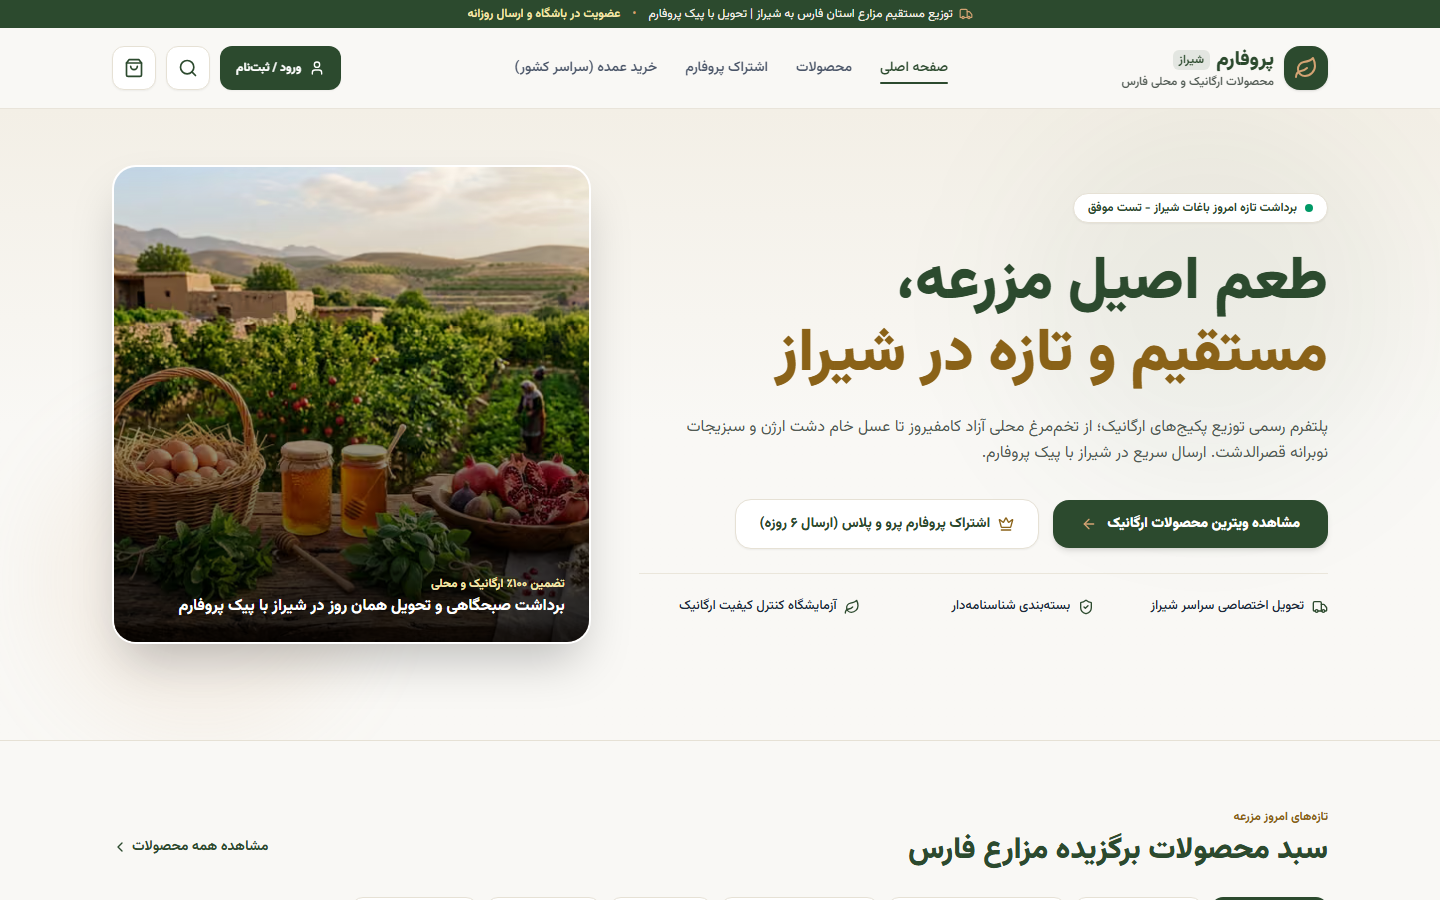 توزیع مستقیم مزارع استان فارس به شیراز | تحویل با پیک پروفارم • عضویت در باشگاه و ارسال روزانه
پروفارم شیراز
محصولات ارگانیک و محلی فارس
صفحه اصلی
محصولات
اشتراک پروفارم
خرید عمده (سراسر کشور)
ورود / ثبت‌نام
برداشت تازه امروز باغات شیراز - تست موفق
طعم اصیل مزرعه،
مستقیم و تازه در شیراز
پلتفرم رسمی توزیع پکیج‌های ارگانیک؛ از تخم‌مرغ محلی آزاد کامفیروز تا عسل خام دشت ارژن و سبزیجات
نوبرانه قصرالدشت. ارسال سریع در شیراز با پیک پروفارم.
مشاهده ویترین محصولات ارگانیک
اشتراک پروفارم پرو و پلاس (ارسال ۶ روزه)
تحویل اختصاصی سراسر شیراز
بسته‌بندی شناسنامه‌دار
آزمایشگاه کنترل کیفیت ارگانیک
تضمین ۱۰۰٪ ارگانیک و محلی
برداشت صبحگاهی و تحویل همان روز در شیراز با پیک پروفارم
تازه‌های امروز مزرعه
سبد محصولات برگزیده مزارع فارس
مشاهده همه محصولات